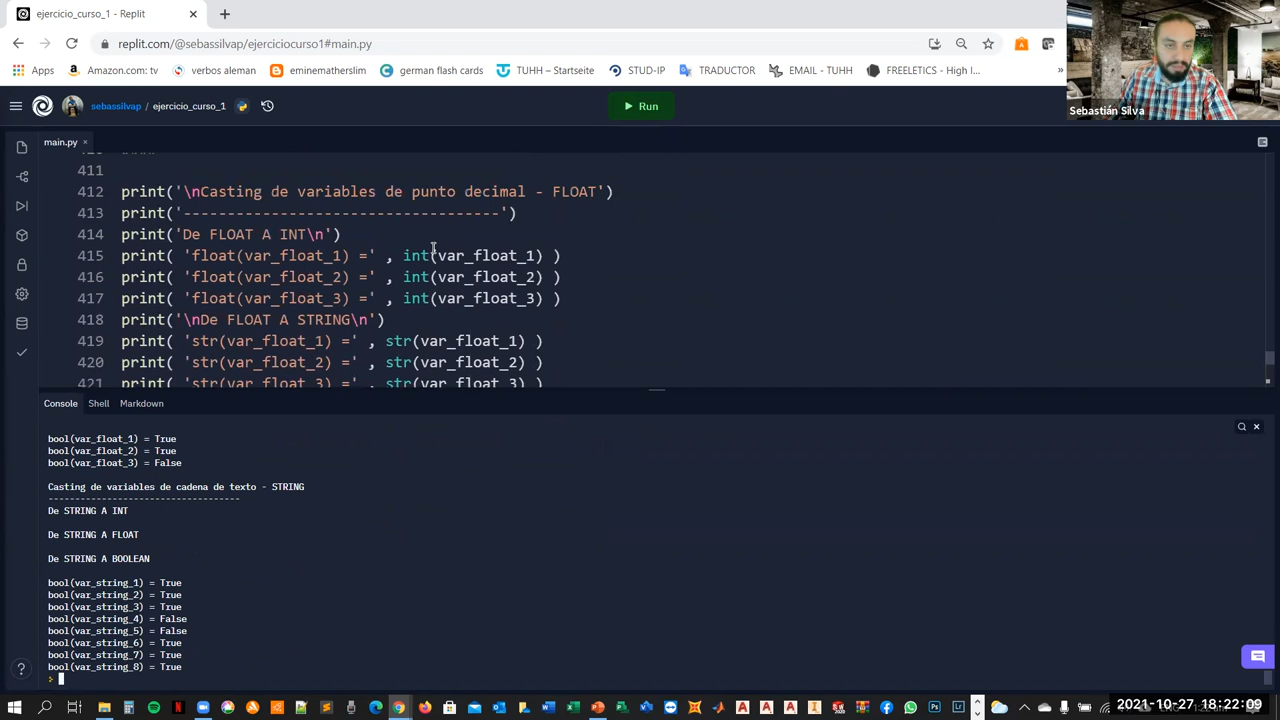 ejercicio_curso_1 - Replit
replit.com/@sebassilvap/ejerciciocurso1#main.py
Apps
Amazon.com: tv
verbos aleman
eminematherslim
german flash cards
TUHH – Startseite
STUD-IP
TRADUCTOR
EMAIL - TUHH
FREELETICS - High I...
»
sebassilvap / ejercicio_curso_1
Run
Sebastián Silva
main.py
411
412 print('\nCasting de variables de punto decimal - FLOAT')
413 print('------------------------------------')
414 print('De FLOAT A INT\n')
415 print( 'float(var_float_1) =' , int(var_float_1) )
416 print( 'float(var_float_2) =' , int(var_float_2) )
417 print( 'float(var_float_3) =' , int(var_float_3) )
418 print('\nDe FLOAT A STRING\n')
419 print( 'str(var_float_1) =' , str(var_float_1) )
420 print( 'str(var_float_2) =' , str(var_float_2) )
421 print( 'str(var_float_3) =' , str(var_float_3) )
Console
Shell
Markdown
bool(var_float_1) = True
bool(var_float_2) = True
bool(var_float_3) = False
Casting de variables de cadena de texto - STRING
------------------------------------
De STRING A INT
De STRING A FLOAT
De STRING A BOOLEAN
bool(var_string_1) = True
bool(var_string_2) = True
bool(var_string_3) = True
bool(var_string_4) = False
bool(var_string_5) = False
bool(var_string_6) = True
bool(var_string_7) = True
bool(var_string_8) = True
2021-10-27 18:22:09